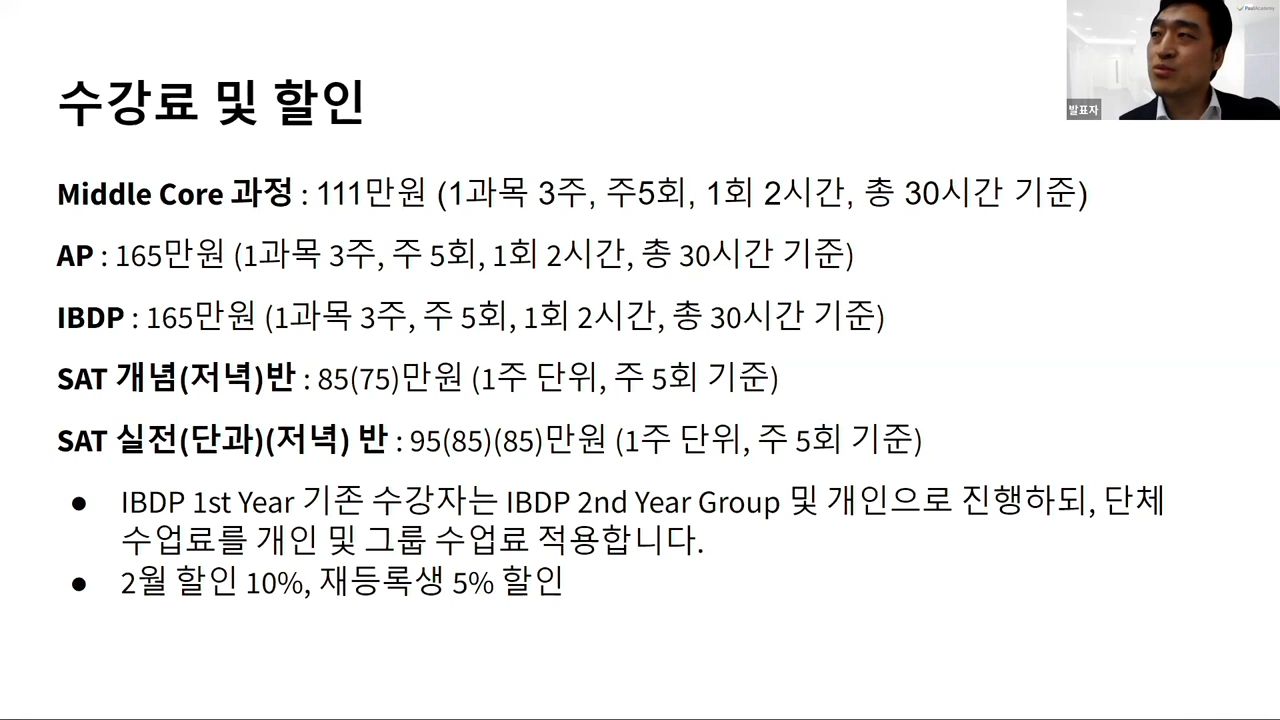 PaulAcademy
발표자
수강료 및 할인
Middle Core 과정 : 111만원 (1과목 3주, 주5회, 1회 2시간, 총 30시간 기준)
AP : 165만원 (1과목 3주, 주 5회, 1회 2시간, 총 30시간 기준)
IBDP : 165만원 (1과목 3주, 주 5회, 1회 2시간, 총 30시간 기준)
SAT 개념(저녁)반 : 85(75)만원 (1주 단위, 주 5회 기준)
SAT 실전(단과)(저녁) 반 : 95(85)(85)만원 (1주 단위, 주 5회 기준)
● IBDP 1st Year 기존 수강자는 IBDP 2nd Year Group 및 개인으로 진행하되, 단체
수업료를 개인 및 그룹 수업료 적용합니다.
● 2월 할인 10%, 재등록생 5% 할인